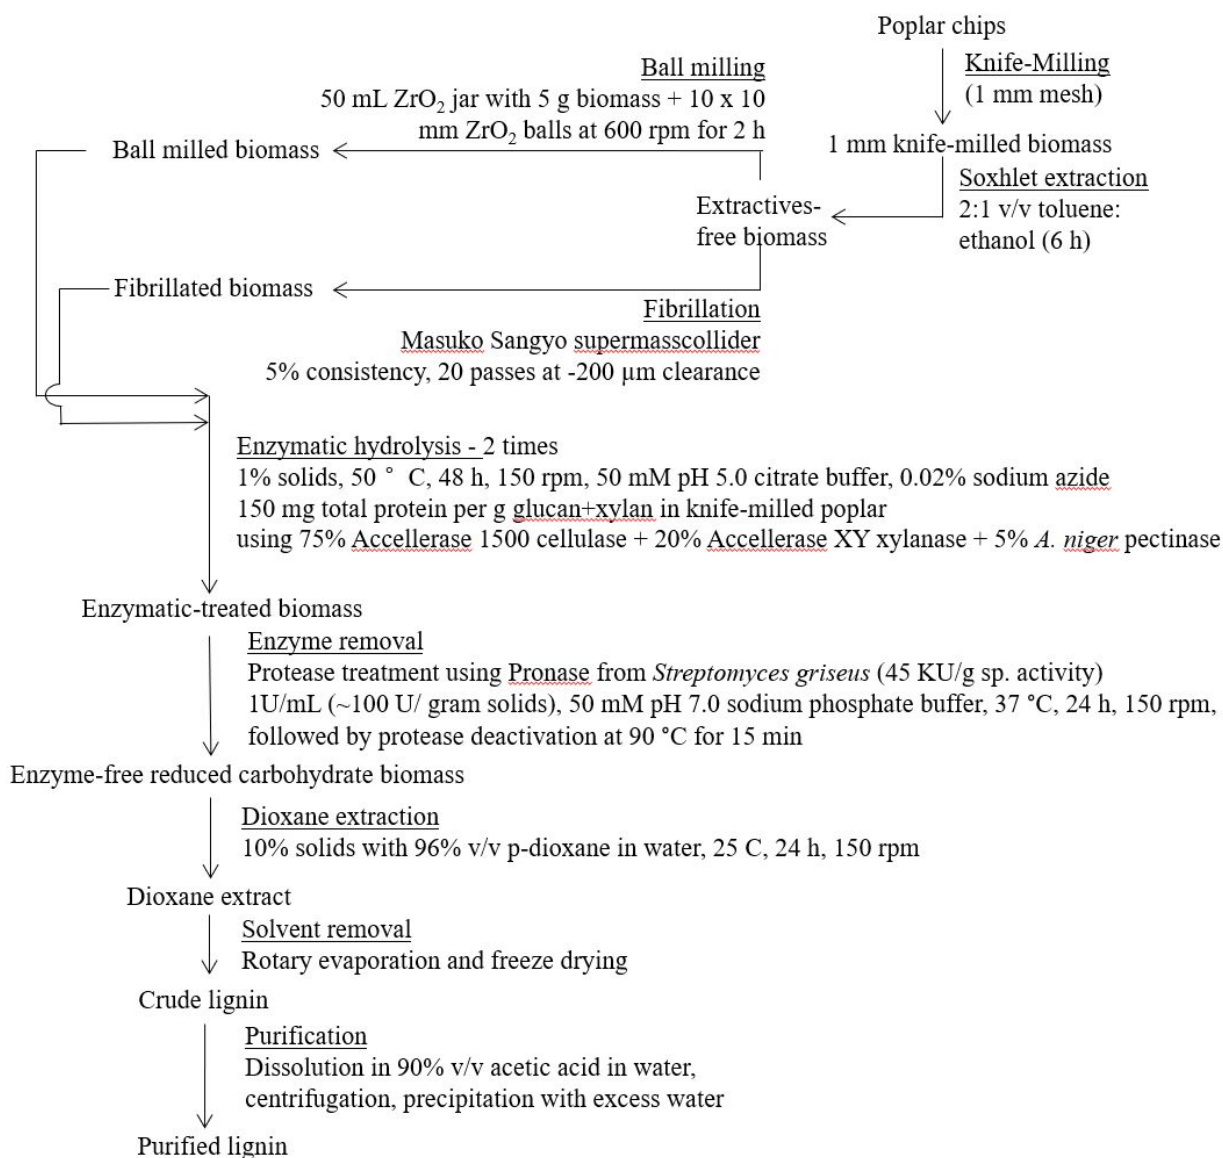 Poplar chips
Knife-Milling
(1 mm mesh)
1 mm knife-milled biomass
Soxhlet extraction
2:1 v/v toluene:
ethanol (6 h)
Extractives-
free biomass
Ball milling
50 mL ZrO₂ jar with 5 g biomass + 10 x 10
mm ZrO₂ balls at 600 rpm for 2 h
Ball milled biomass
Fibrillated biomass
Fibrillation
Masuko Sangyo supermasscollider
5% consistency, 20 passes at -200 µm clearance
Enzymatic hydrolysis - 2 times
1% solids, 50 ° C, 48 h, 150 rpm, 50 mM pH 5.0 citrate buffer, 0.02% sodium azide
150 mg total protein per g glucan+xylan in knife-milled poplar
using 75% Accellerase 1500 cellulase + 20% Accellerase XY xylanase + 5% A. niger pectinase
Enzymatic-treated biomass
Enzyme removal
Protease treatment using Pronase from Streptomyces griseus (45 KU/g sp. activity)
1U/mL (~100 U/ gram solids), 50 mM pH 7.0 sodium phosphate buffer, 37 °C, 24 h, 150 rpm,
followed by protease deactivation at 90 °C for 15 min
Enzyme-free reduced carbohydrate biomass
Dioxane extraction
10% solids with 96% v/v p-dioxane in water, 25 C, 24 h, 150 rpm
Dioxane extract
Solvent removal
Rotary evaporation and freeze drying
Crude lignin
Purification
Dissolution in 90% v/v acetic acid in water,
centrifugation, precipitation with excess water
Purified lignin